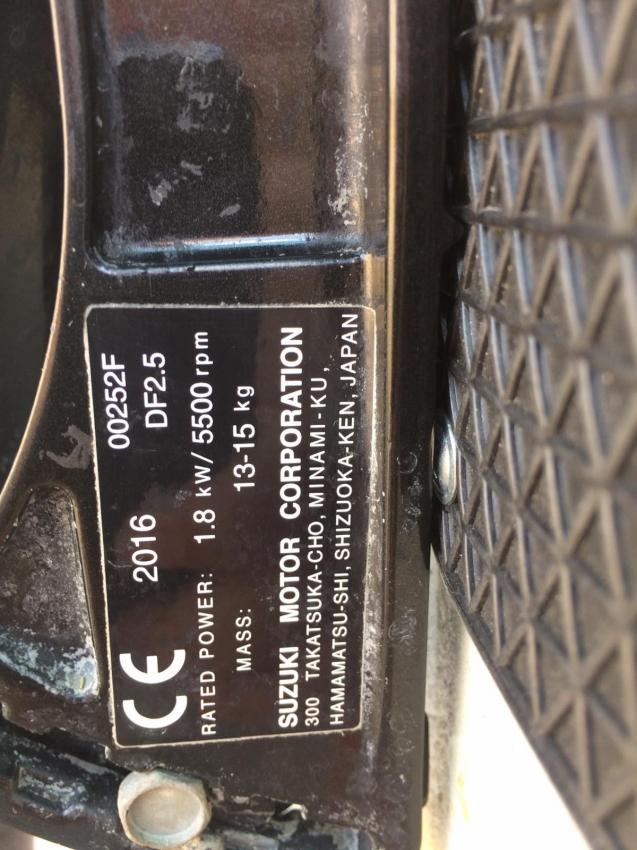 CE 2016 00252F
DF2.5
RATED POWER: 1.8 kW/ 5500 rpm
MASS: 13-15 kg
SUZUKI MOTOR CORPORATION
300 TAKATSUKA-CHO, MINAMI-KU,
HAMAMATSU-SHI, SHIZUOKA-KEN, JAPAN